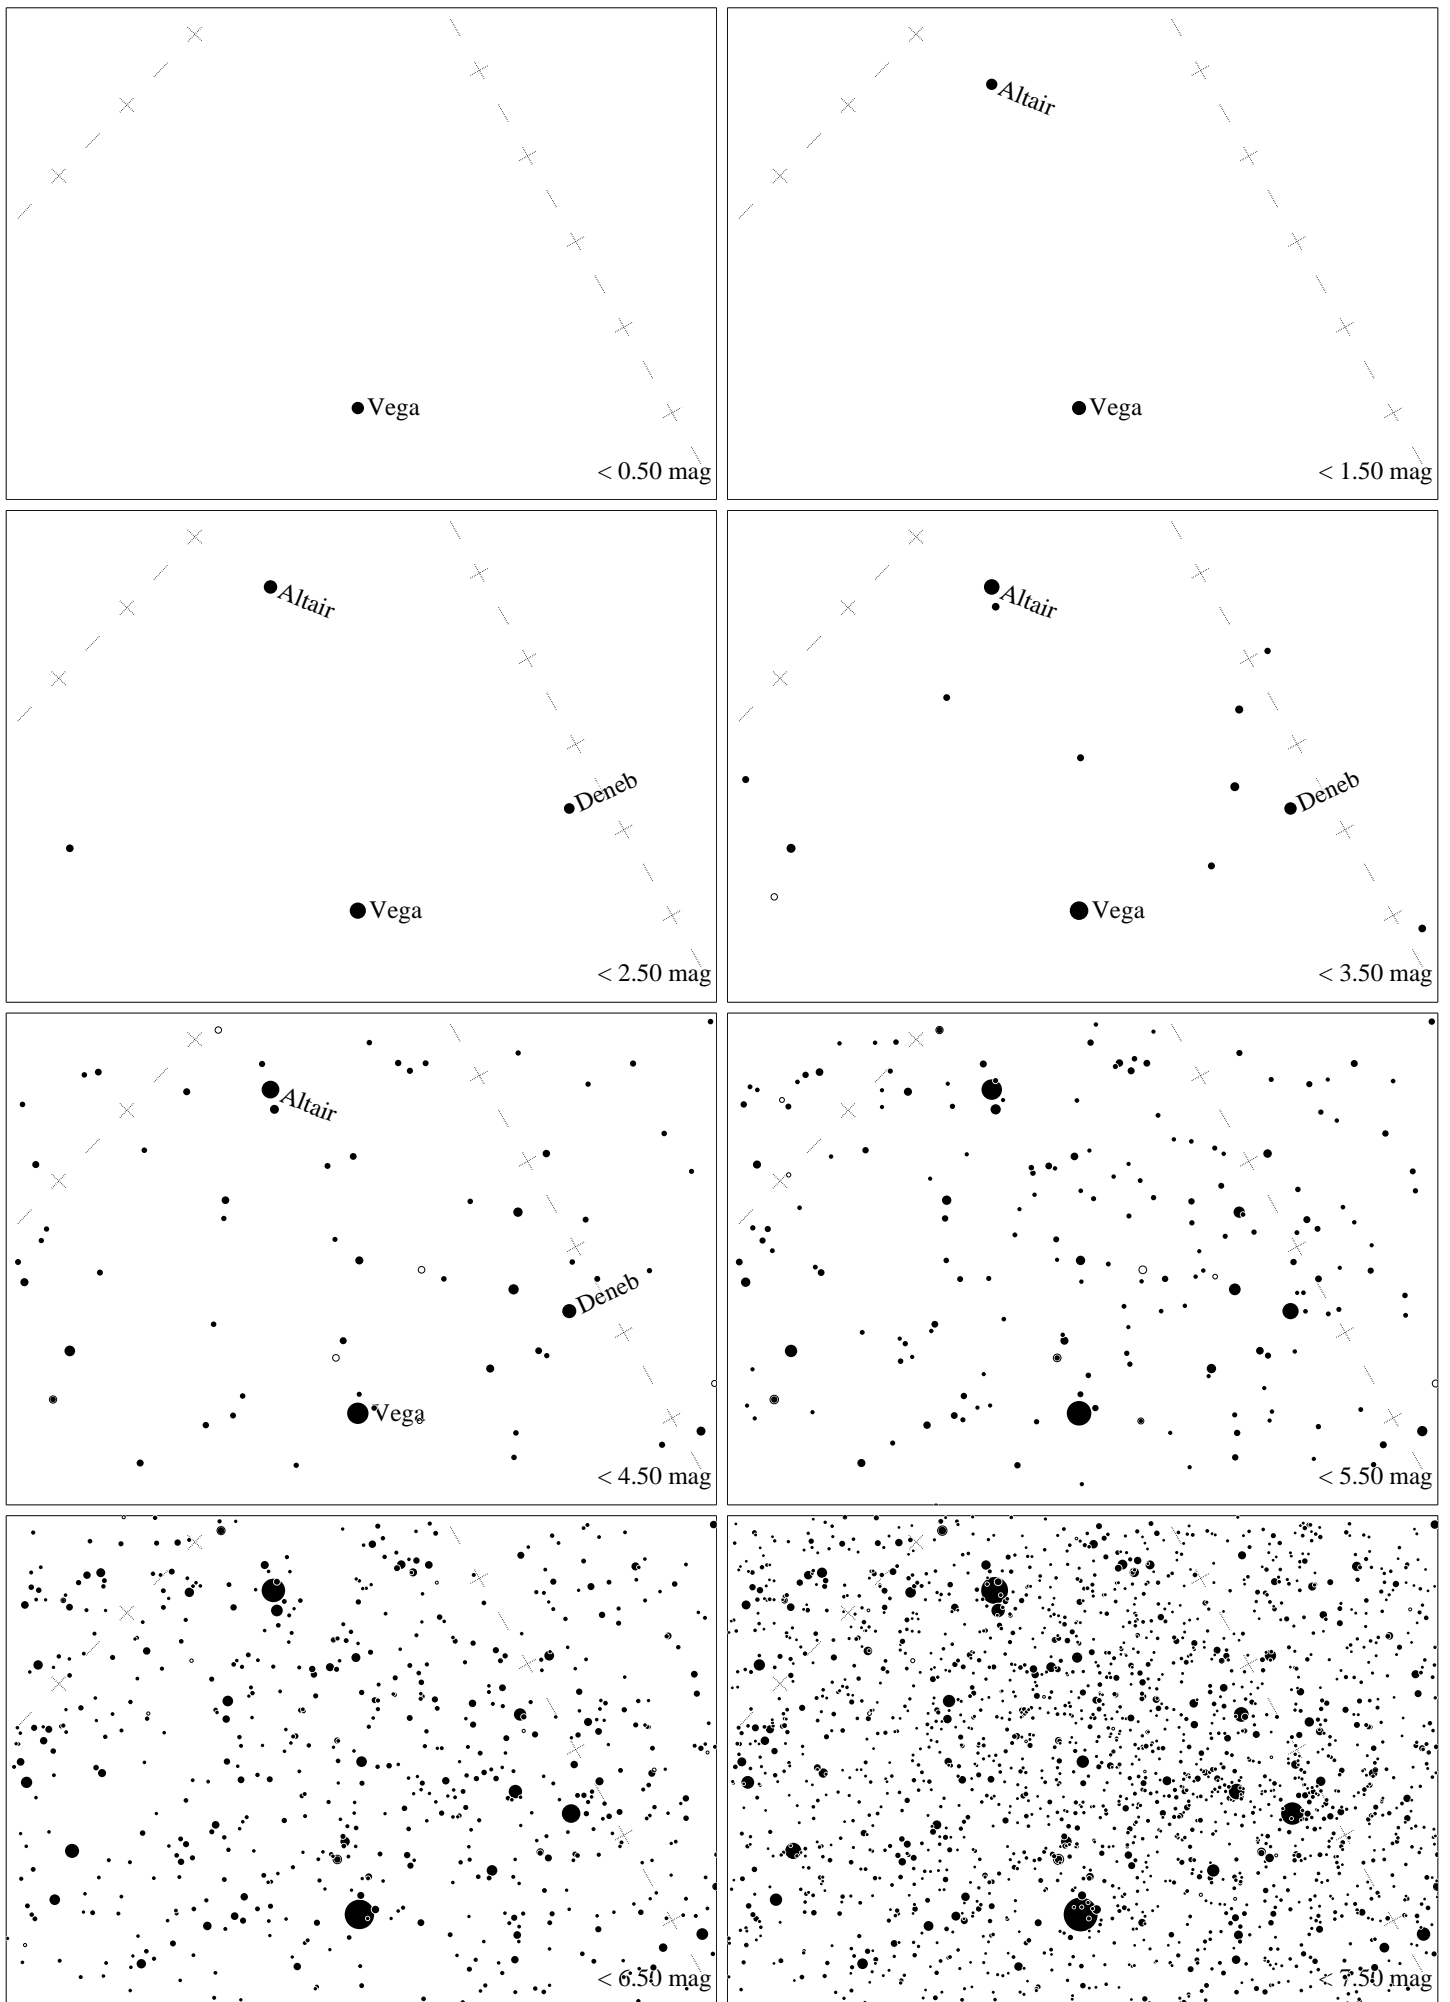 Vega
< 0.50 mag
Altair
Vega
< 1.50 mag
Altair
Deneb
Vega
< 2.50 mag
Altair
Deneb
Vega
< 3.50 mag
Altair
Deneb
Vega
< 4.50 mag
< 5.50 mag
< 6.50 mag
< 7.50 mag